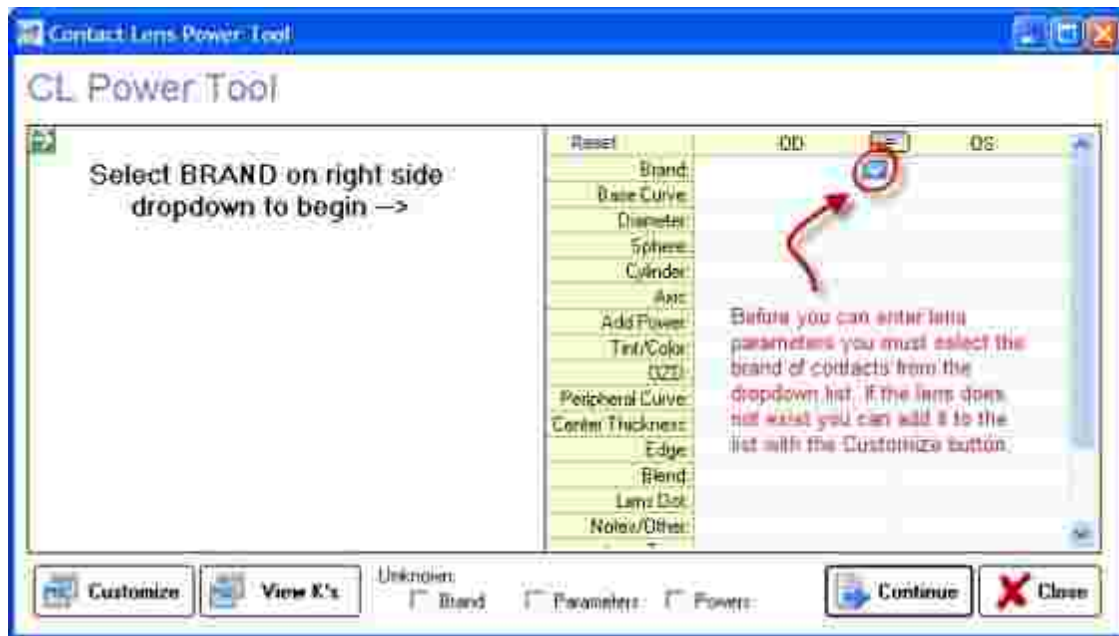 Contact Lens Power Tool
CL Power Tool
Select BRAND on right side
dropdown to begin -->
Reset OD = OS
Brand:
Base Curve:
Diameter:
Sphere:
Cylinder:
Axis:
Add Power:
Tint/Color:
OZD:
Peripheral Curve:
Center Thickness:
Edge:
Blend:
Lens Dot:
Notes/Other:
Before you can enter lens
parameters you must select the
brand of contacts from the
dropdown list. If the lens does
not exist you can add it to the
list with the Customize button.
Customize
View K's
Unknown:
Brand
Parameters
Powers
Continue
Close